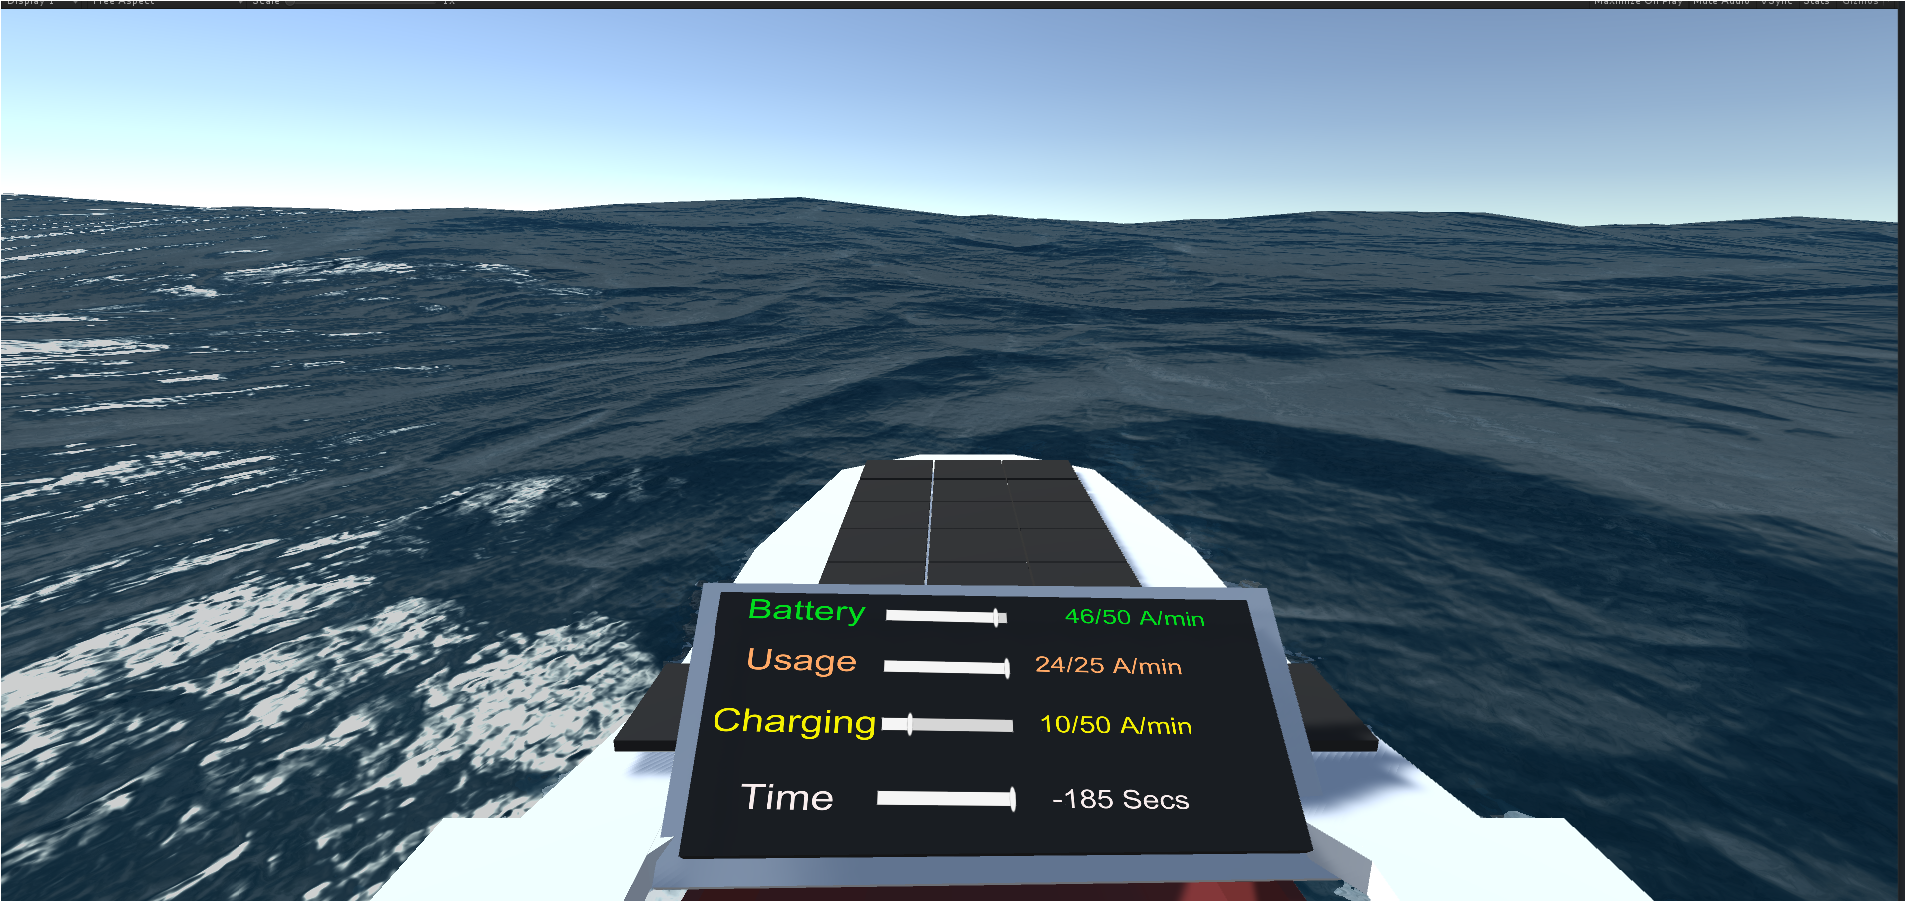 Display 1 Free Aspect Scale 1x Maximize On Play Mute Audio VSync Stats Gizmos
Battery 46/50 A/min
Usage 24/25 A/min
Charging 10/50 A/min
Time -185 Secs